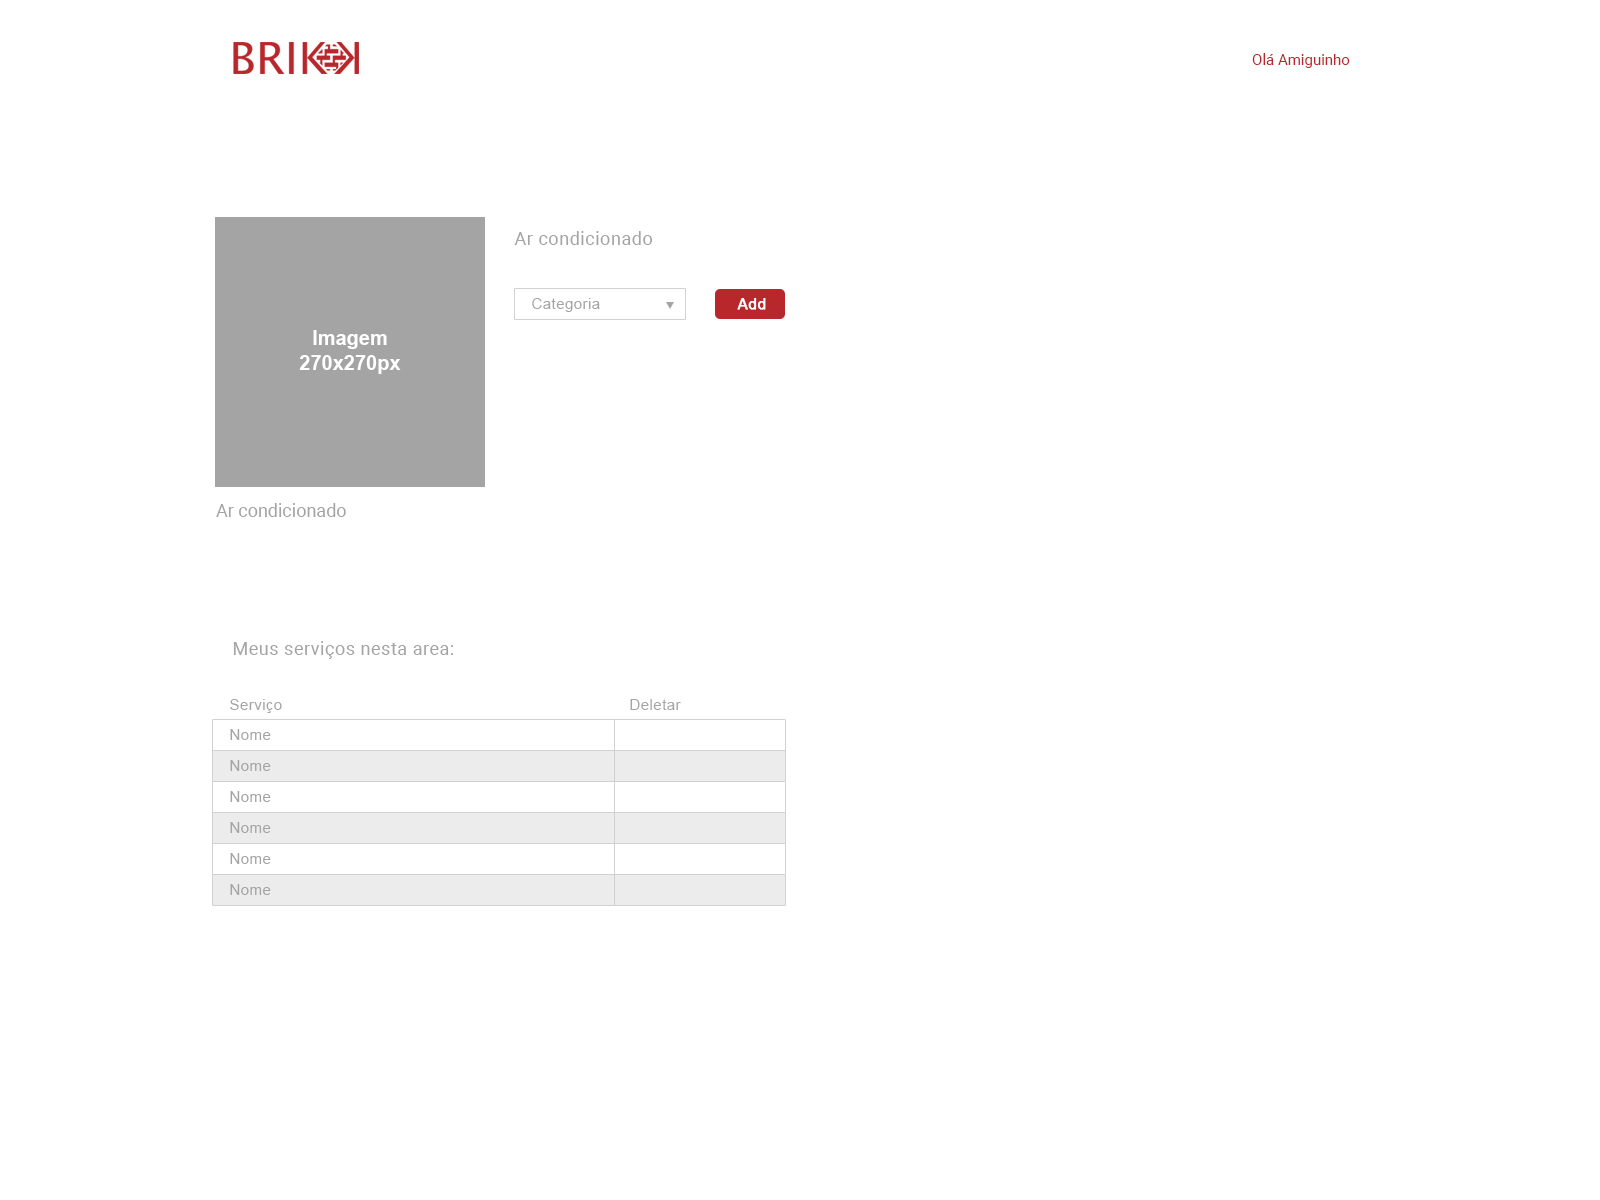 BRIKK
Olá Amiguinho
Imagem
270x270px
Ar condicionado
Categoria
Add
Ar condicionado
Meus serviços nesta area:
Serviço Deletar
Nome
Nome
Nome
Nome
Nome
Nome